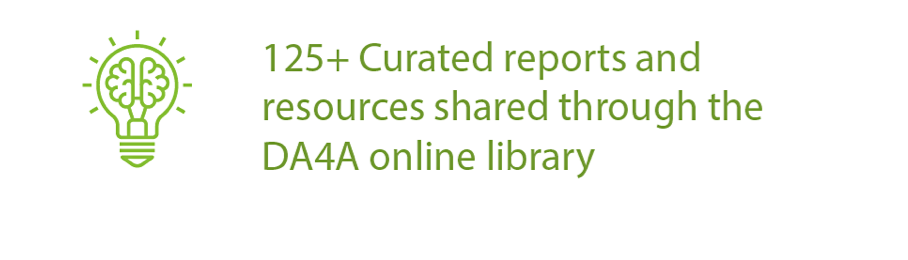 125+ Curated reports and
resources shared through the
DA4A online library